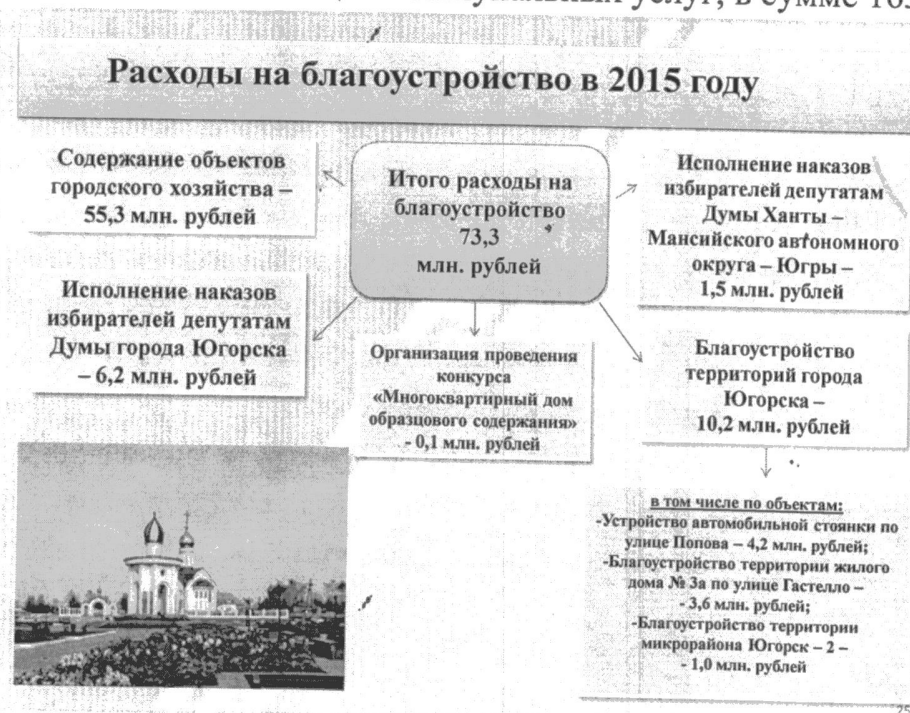 услуг, в сумме
Расходы на благоустройство в 2015 году
Содержание объектов
городского хозяйства –
55,3 млн. рублей
Итого расходы на
благоустройство
73,3
млн. рублей
Исполнение наказов
избирателей депутатам
Думы Ханты –
Мансийского автономного
округа – Югры –
1,5 млн. рублей
Исполнение наказов
избирателей депутатам
Думы города Югорска
– 6,2 млн. рублей
Организация проведения
конкурса
«Многоквартирный дом
образцового содержания»
- 0,1 млн. рублей
Благоустройство
территорий города
Югорска –
10,2 млн. рублей
в том числе по объектам:
-Устройство автомобильной стоянки по
улице Попова – 4,2 млн. рублей;
-Благоустройство территории жилого
дома № 3а по улице Гастелло –
- 3,6 млн. рублей;
-Благоустройство территории
микрорайона Югорск – 2 –
- 1,0 млн. рублей
25